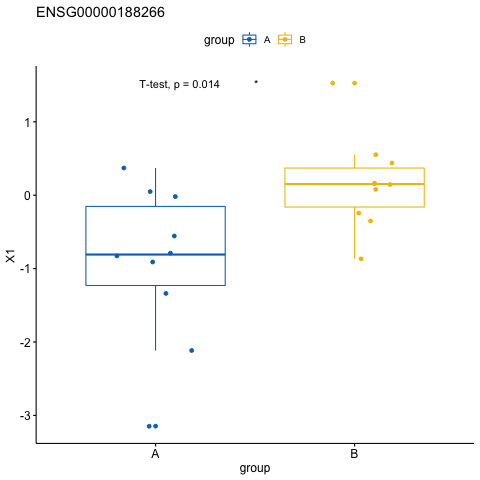 ENSG00000188266
group A B
T-test, p = 0.014 *
X1
1
0
-1
-2
-3
A B
group